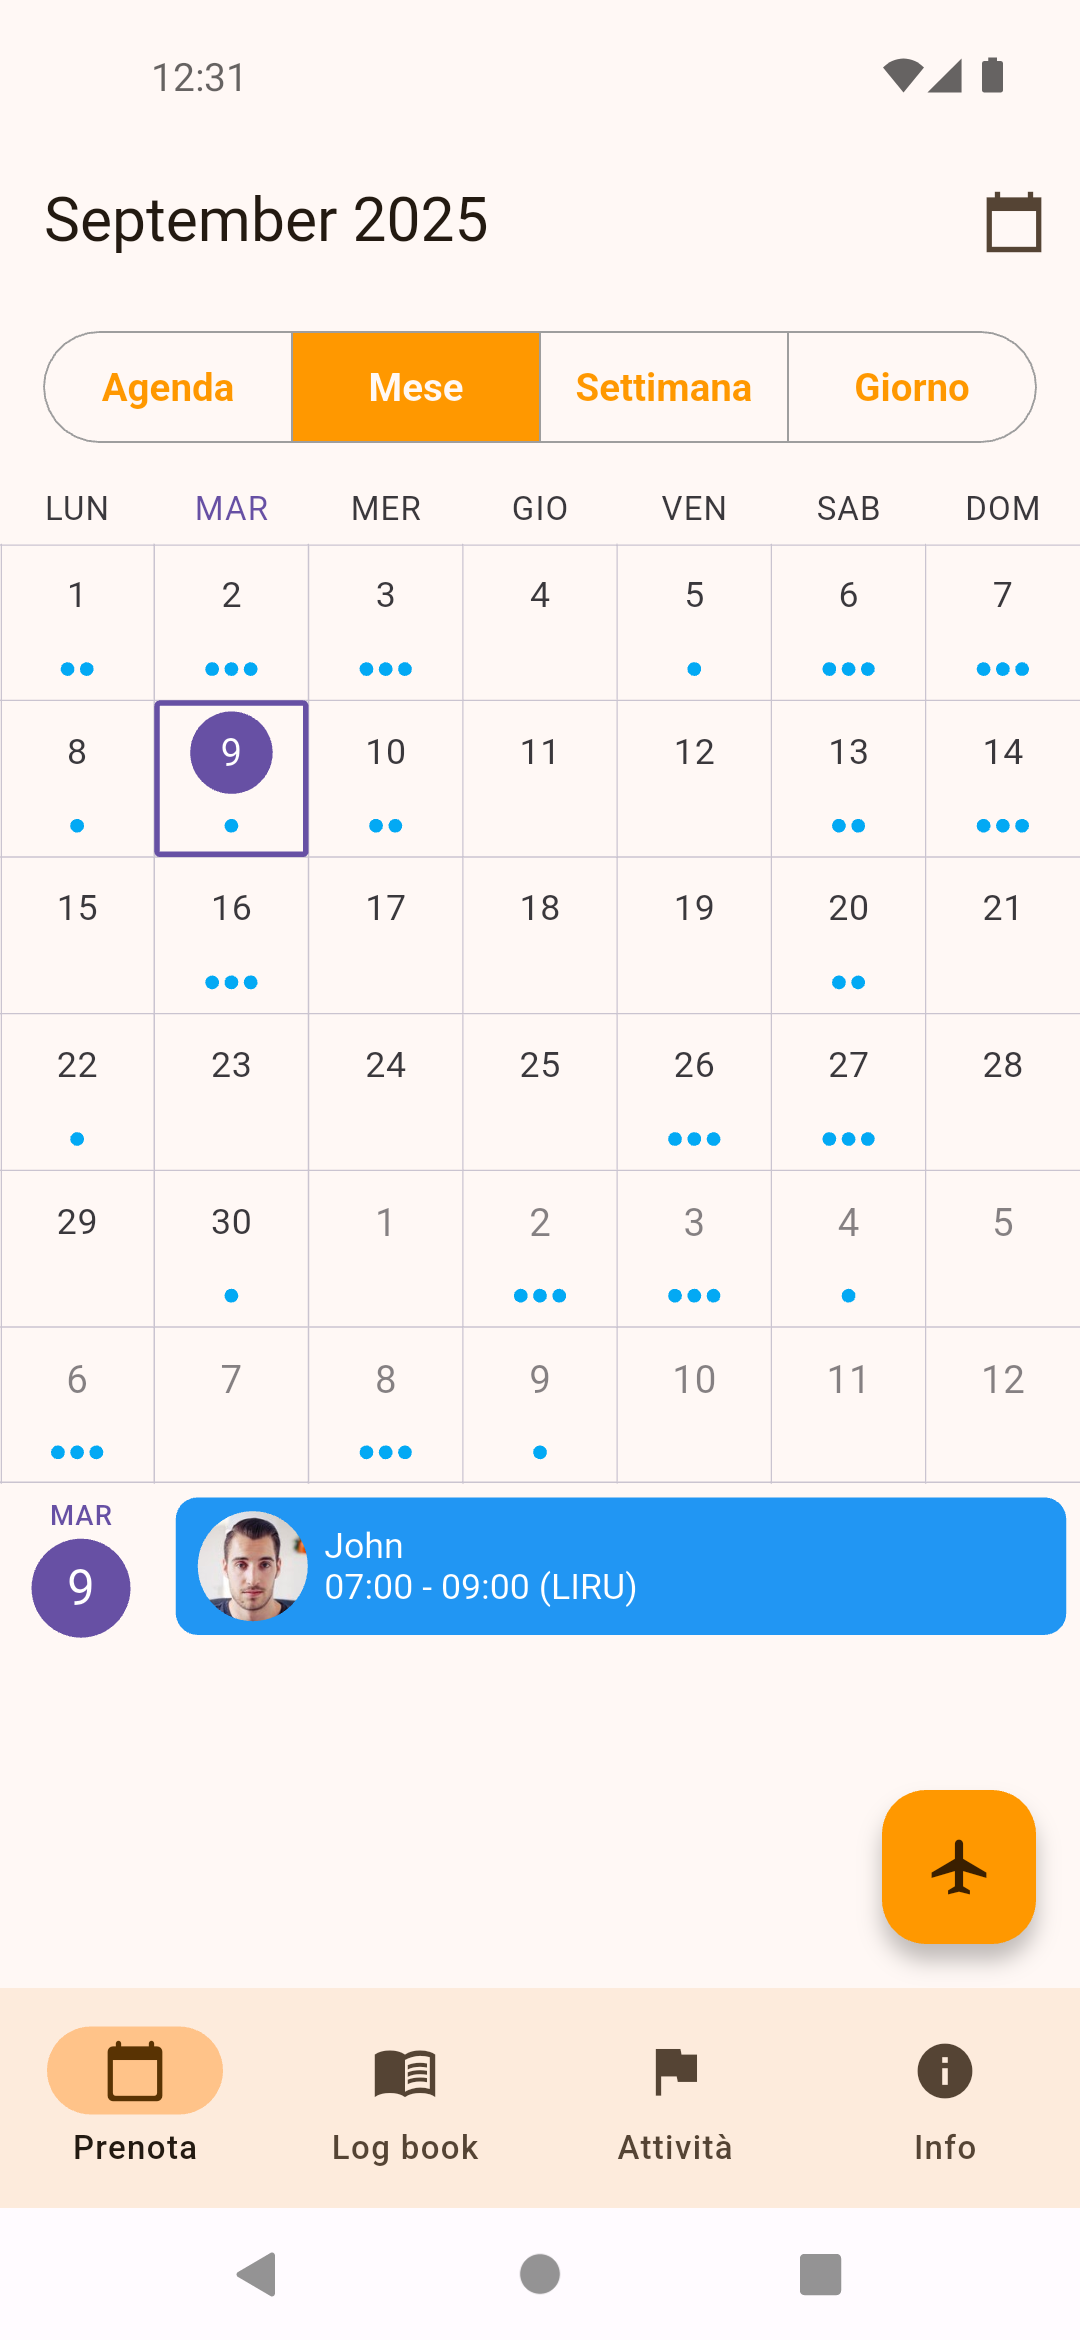 12:31
September 2025
Agenda Mese Settimana Giorno
LUN MAR MER GIO VEN SAB DOM
1 2 3 4 5 6 7
8 9 10 11 12 13 14
15 16 17 18 19 20 21
22 23 24 25 26 27 28
29 30 1 2 3 4 5
6 7 8 9 10 11 12
MAR
9
John
07:00 - 09:00 (LIRU)
Prenota Log book Attività Info